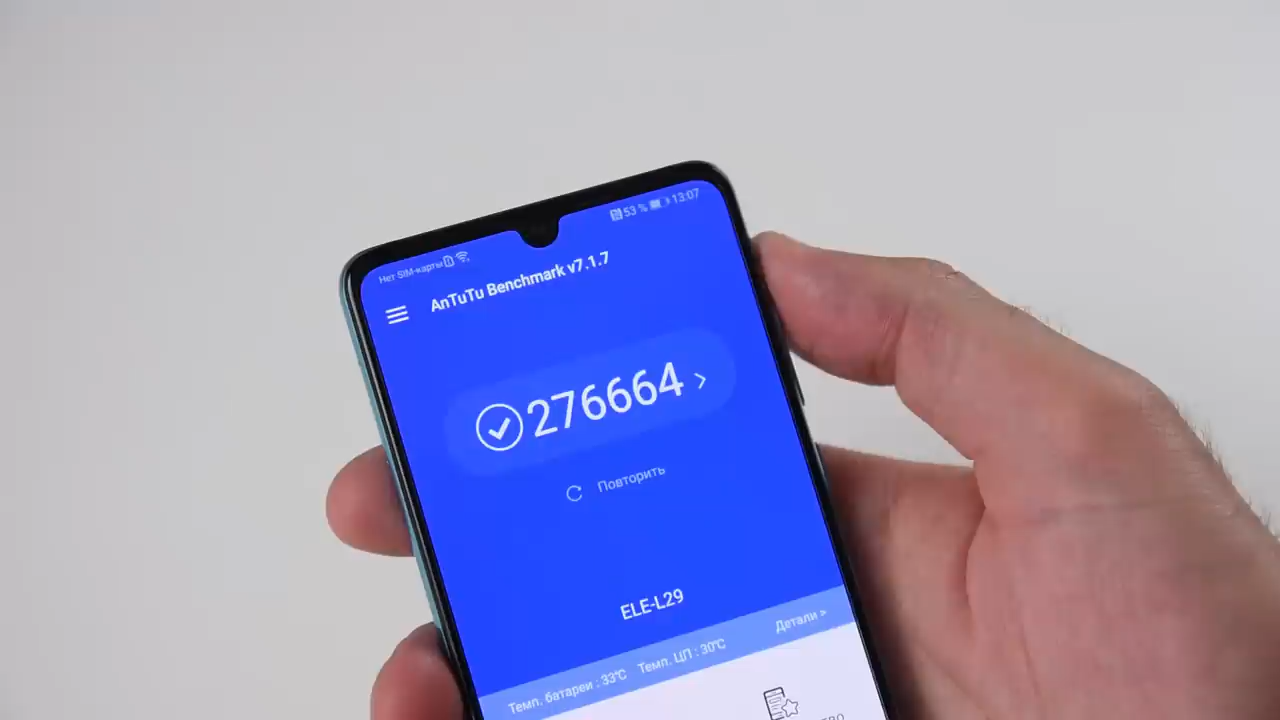 Нет SIM-карты
53 % 13:07
AnTuTu Benchmark v7.1.7
276664
Повторить
ELE-L29
Темп. батареи : 33℃ Темп. ЦП : 30℃ Детали >